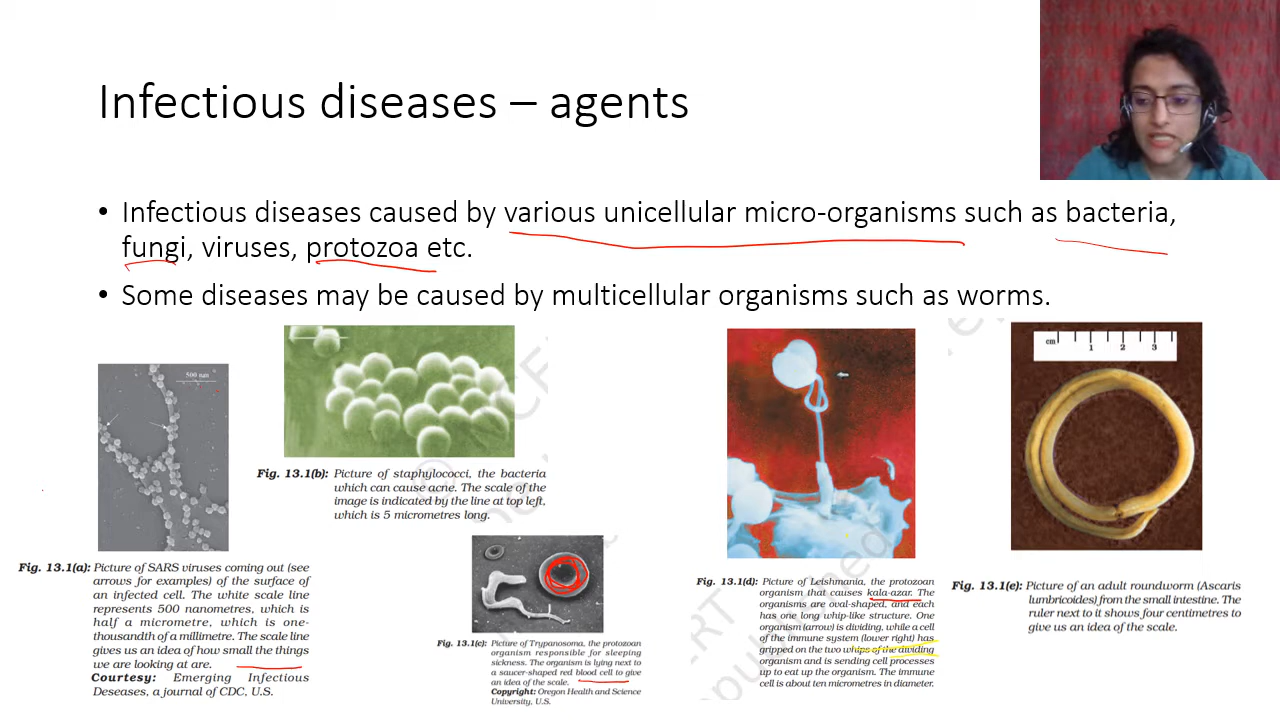 Infectious diseases – agents
• Infectious diseases caused by various unicellular micro-organisms such as bacteria,
fungi, viruses, protozoa etc.
• Some diseases may be caused by multicellular organisms such as worms.
500 nm
Fig. 13.1(a): Picture of SARS viruses coming out (see
arrows for examples) of the surface of
an infected cell. The white scale line
represents 500 nanometres, which is
half a micrometre, which is one-
thousandth of a millimetre. The scale line
gives us an idea of how small the things
we are looking at are.
Courtesy: Emerging Infectious
Deseases, a journal of CDC, U.S.
Fig. 13.1(b): Picture of staphylococci, the bacteria
which can cause acne. The scale of the
image is indicated by the line at top left,
which is 5 micrometres long.
Fig. 13.1(c): Picture of Trypanosoma, the protozoan
organism responsible for sleeping
sickness. The organism is lying next to
a saucer-shaped red blood cell to give
an idea of the scale.
Copyright: Oregon Health and Science
University, U.S.
Fig. 13.1(d): Picture of Leishmania, the protozoan
organism that causes kala-azar. The
organisms are oval-shaped, and each
has one long whip-like structure. One
organism (arrow) is dividing, while a cell
of the immune system (lower right) has
gripped on the two whips of the dividing
organism and is sending cell processes
up to eat up the organism. The immune
cell is about ten micrometres in diameter.
cm 1 2 3
Fig. 13.1(e): Picture of an adult roundworm (Ascaris
lumbricoides) from the small intestine. The
ruler next to it shows four centimetres to
give us an idea of the scale.